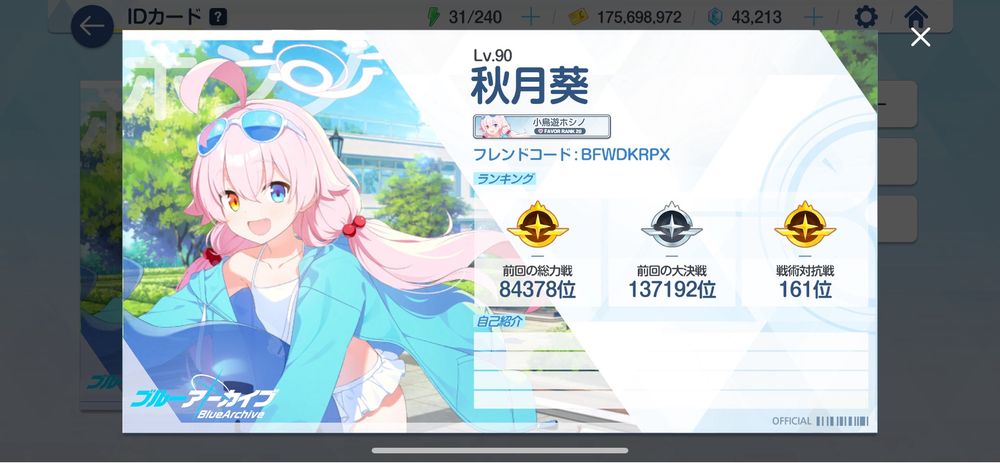 IDカード ?
31/240
175,698,972
43,213
ホシノ
Lv.90
秋月葵
小鳥遊ホシノ
FAVOR RANK 20
フレンドコード : BFWDKRPX
ランキング
前回の総力戦
84378位
前回の大決戦
137192位
戦術対抗戦
161位
自己紹介
ブルーアーカイブ
BlueArchive
OFFICIAL